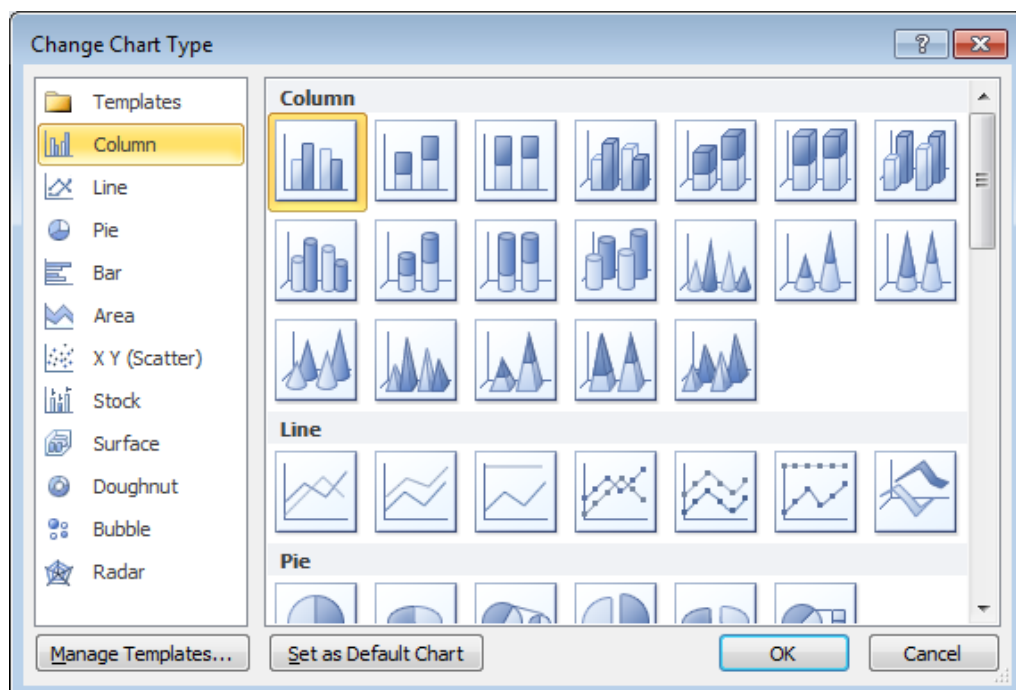 Change Chart Type
Templates
Column
Line
Pie
Bar
Area
X Y (Scatter)
Stock
Surface
Doughnut
Bubble
Radar
Column
Line
Pie
Manage Templates...
Set as Default Chart
OK
Cancel